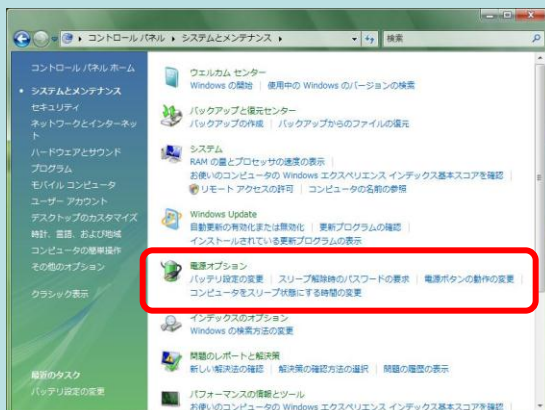 コントロール パネル ▸ システムとメンテナンス ▸
検索
コントロール パネル ホーム
ウェルカム センター
Windows の開始 | 使用中の Windows のバージョンの検索
• システムとメンテナンス
セキュリティ
ネットワークとインターネッ
ト
バックアップと復元センター
バックアップの作成 | バックアップからのファイルの復元
ハードウェアとサウンド
プログラム
モバイル コンピュータ
ユーザー アカウント
デスクトップのカスタマイズ
時計、言語、および地域
コンピュータの簡単操作
その他のオプション
クラシック表示
システム
RAM の量とプロセッサの速度の表示 |
お使いのコンピュータの Windows エクスペリエンス インデックス基本スコアを確認 |
リモート アクセスの許可 | コンピュータの名前の参照
Windows Update
自動更新の有効化または無効化 | 更新プログラムの確認 |
インストールされている更新プログラムの表示
電源オプション
バッテリ設定の変更 | スリープ解除時のパスワードの要求 | 電源ボタンの動作の変更 |
コンピュータをスリープ状態にする時間の変更
インデックスのオプション
Windows の検索方法の変更
問題のレポートと解決策
新しい解決法の確認 | 解決策の確認方法の選択 | 問題の履歴の表示
最近のタスク
バッテリ設定の変更
パフォーマンスの情報とツール
お使いのコンピュータの Windows エクスペリエンス インデックス基本スコアを確認 |